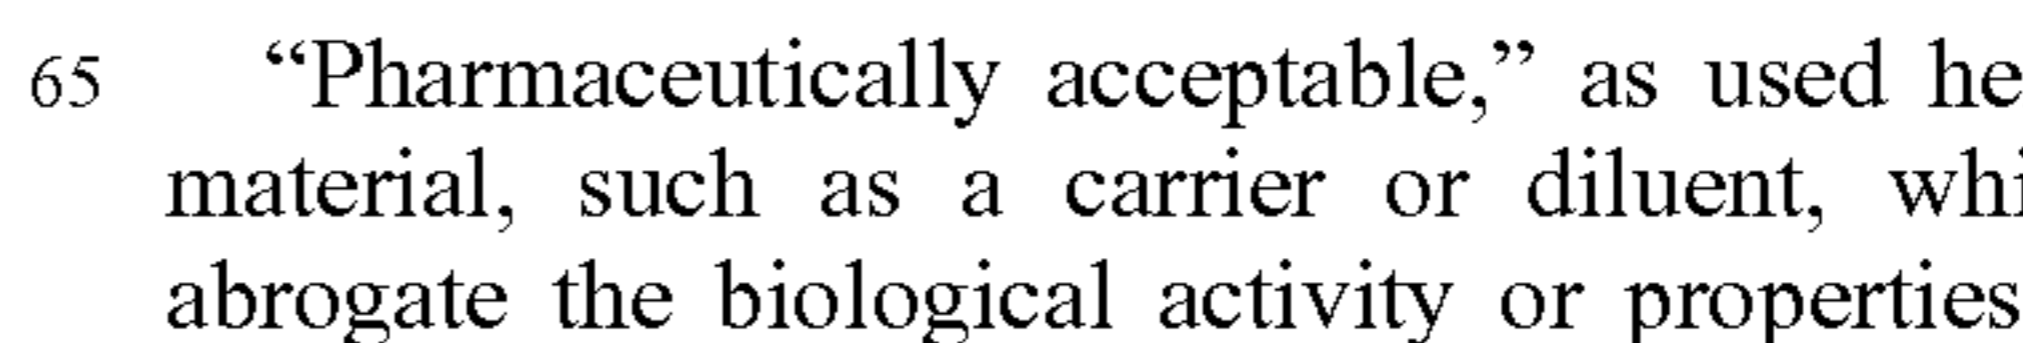 65 “Pharmaceutically acceptable,” as used he
material, such as a carrier or diluent, whi
abrogate the biological activity or properties